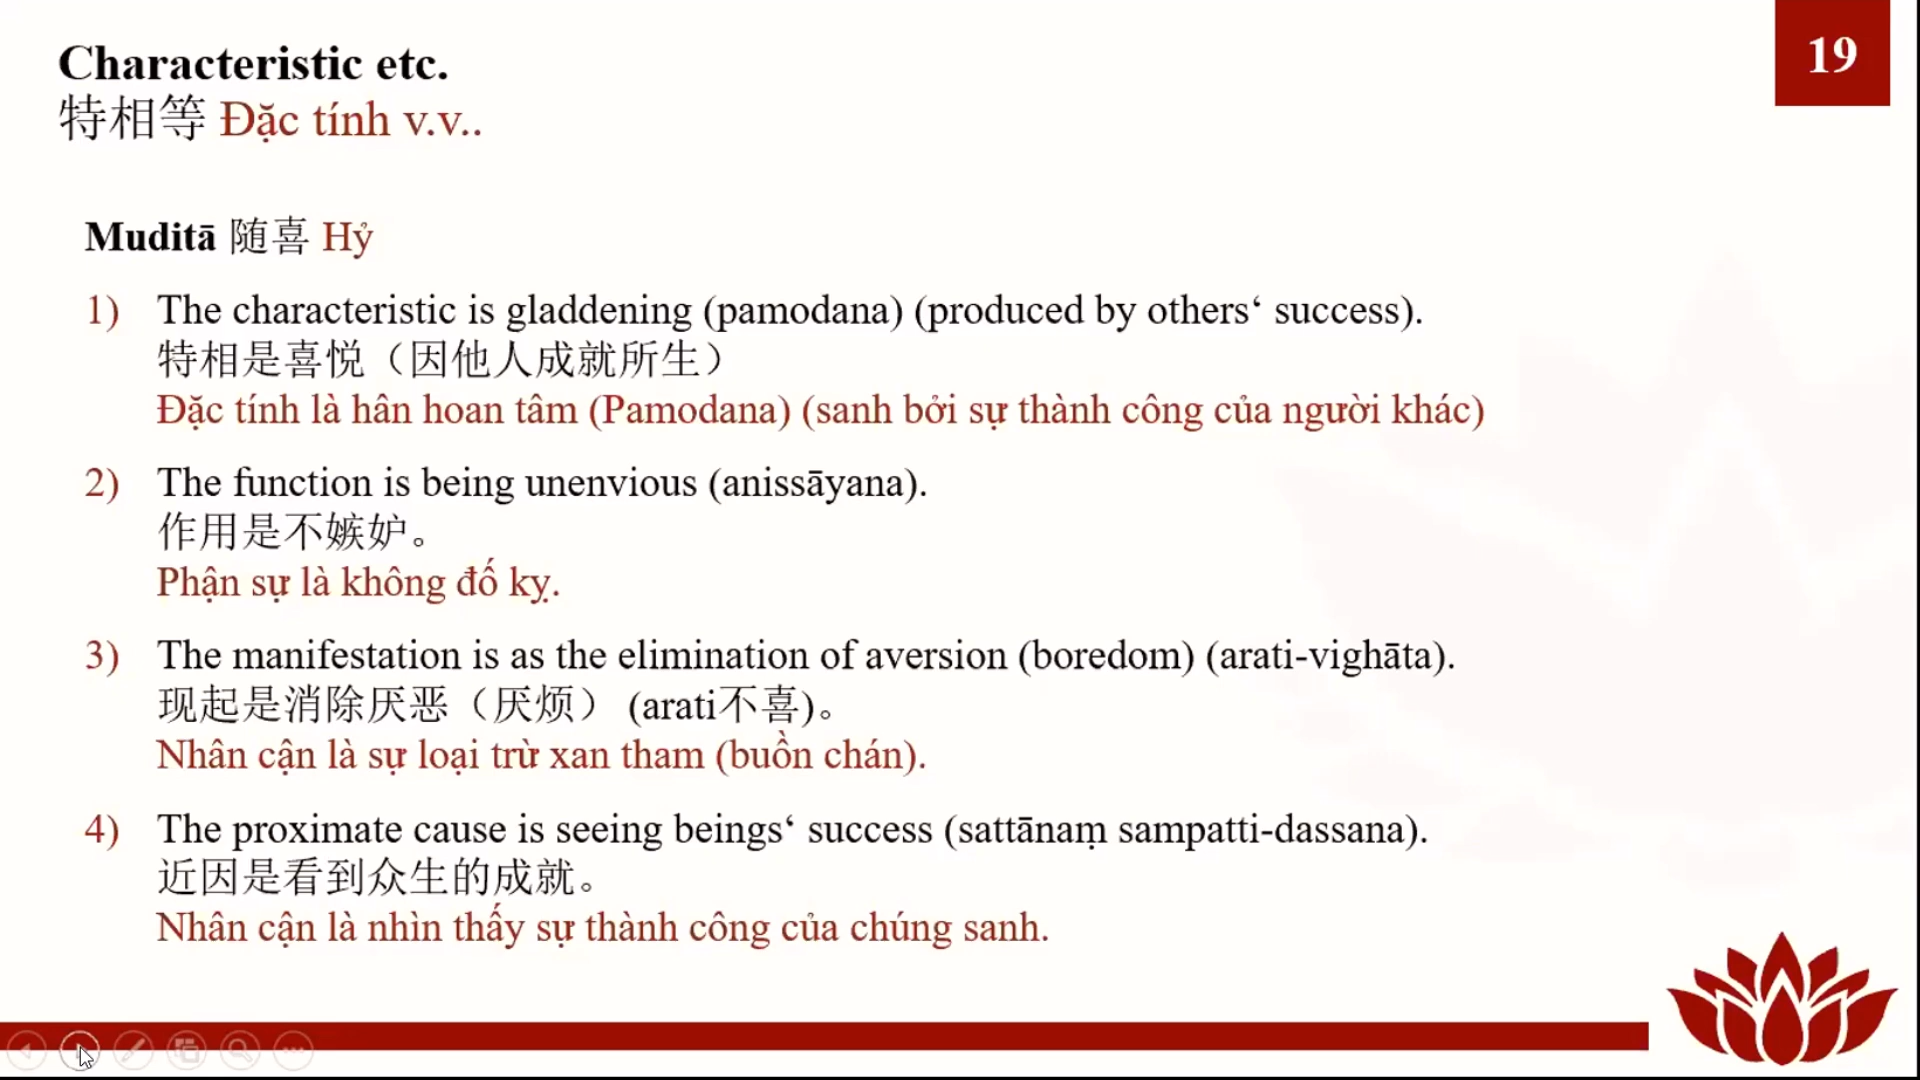 Characteristic etc.
19
特相等 Đặc tính v.v..
Muditā 随喜 Hỷ
1) The characteristic is gladdening (pamodana) (produced by others‘ success).
特相是喜悦（因他人成就所生）
Đặc tính là hân hoan tâm (Pamodana) (sanh bởi sự thành công của người khác)
2) The function is being unenvious (anissāyana).
作用是不嫉妒。
Phận sự là không đố kỵ.
3) The manifestation is as the elimination of aversion (boredom) (arati-vighāta).
现起是消除厌恶（厌烦） (arati不喜)。
Nhân cận là sự loại trừ xan tham (buồn chán).
4) The proximate cause is seeing beings‘ success (sattānaṃ sampatti-dassana).
近因是看到众生的成就。
Nhân cận là nhìn thấy sự thành công của chúng sanh.